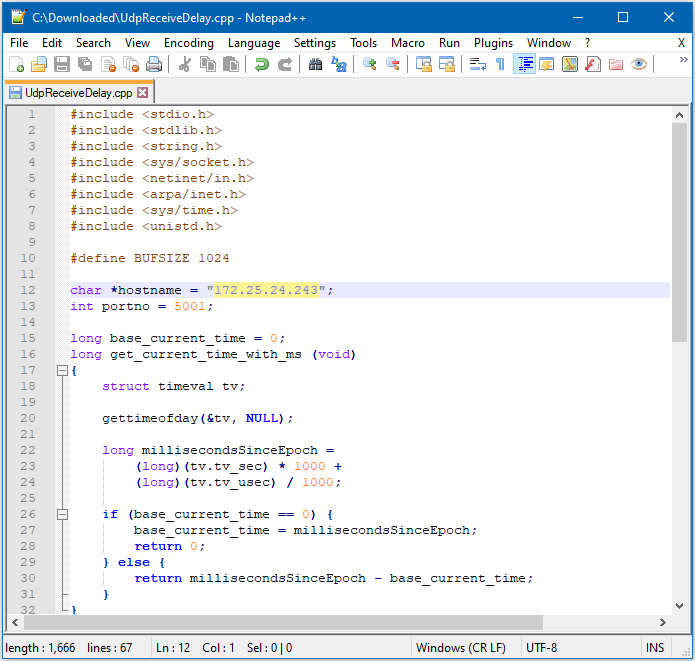 C:\Downloaded\UdpReceiveDelay.cpp - Notepad++
File Edit Search View Encoding Language Settings Tools Macro Run Plugins Window ? X
UdpReceiveDelay.cpp
1 #include <stdio.h>
2 #include <stdlib.h>
3 #include <string.h>
4 #include <sys/socket.h>
5 #include <netinet/in.h>
6 #include <arpa/inet.h>
7 #include <sys/time.h>
8 #include <unistd.h>
9
10 #define BUFSIZE 1024
11
12 char *hostname = "172.25.24.243";
13 int portno = 5001;
14
15 long base_current_time = 0;
16 long get_current_time_with_ms (void)
17 {
18 struct timeval tv;
19
20 gettimeofday(&tv, NULL);
21
22 long millisecondsSinceEpoch =
23 (long)(tv.tv_sec) * 1000 +
24 (long)(tv.tv_usec) / 1000;
25
26 if (base_current_time == 0) {
27 base_current_time = millisecondsSinceEpoch;
28 return 0;
29 } else {
30 return millisecondsSinceEpoch - base_current_time;
31 }
32 }
length : 1,666 lines : 67 Ln : 12 Col : 1 Sel : 0 | 0 Windows (CR LF) UTF-8 INS